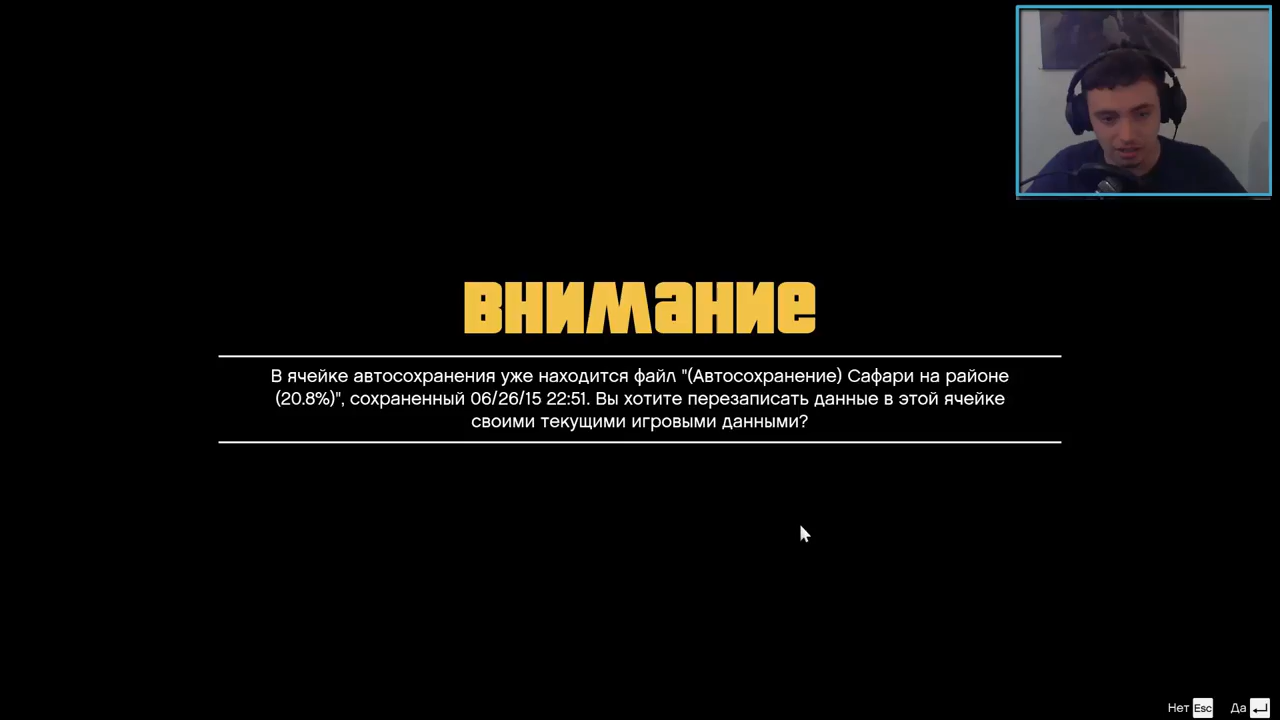 внимание
В ячейке автосохранения уже находится файл "(Автосохранение) Сафари на районе
(20.8%)", сохраненный 06/26/15 22:51. Вы хотите перезаписать данные в этой ячейке
своими текущими игровыми данными?
Нет Esc Да